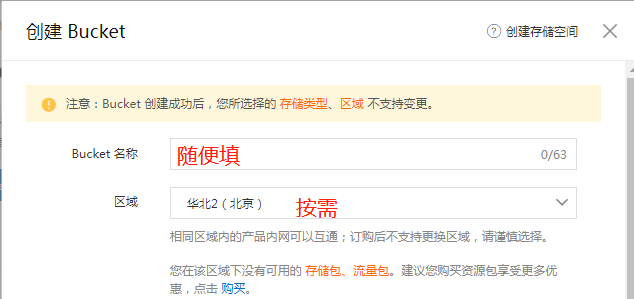 创建 Bucket
? 创建存储空间
注意：Bucket 创建成功后，您所选择的 存储类型、区域 不支持变更。
Bucket 名称 随便填 0/63
区域 华北2（北京） 按需
相同区域内的产品内网可以互通；订购后不支持更换区域，请谨慎选择。
您在该区域下没有可用的 存储包、流量包。建议您购买资源包享受更多优
惠，点击 购买。